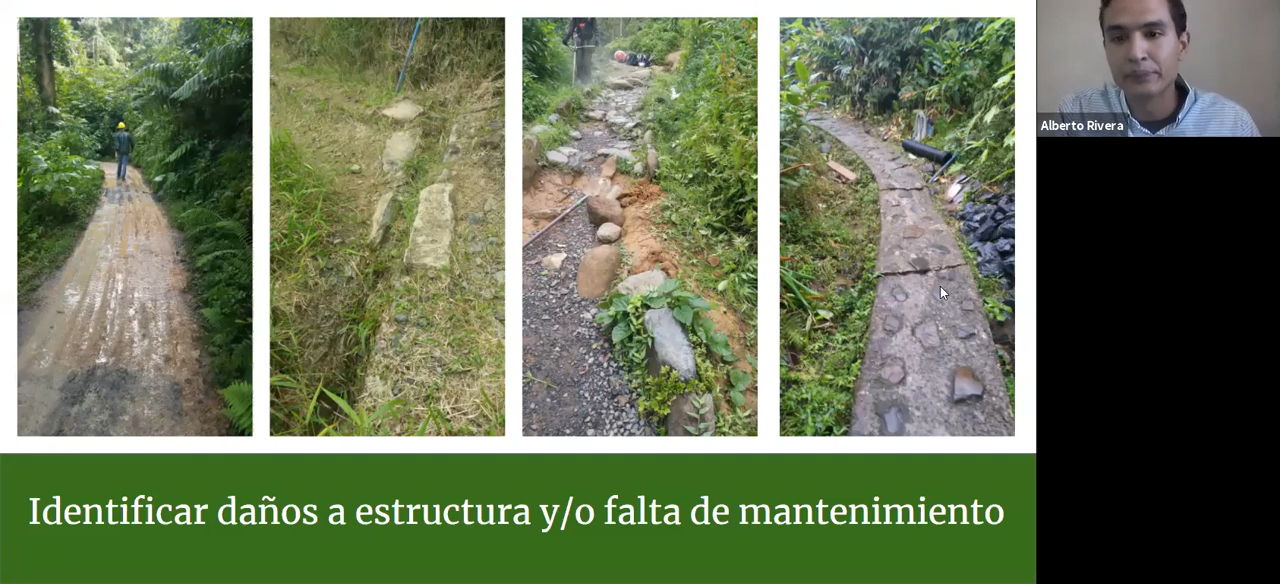 Alberto Rivera
Identificar daños a estructura y/o falta de mantenimiento